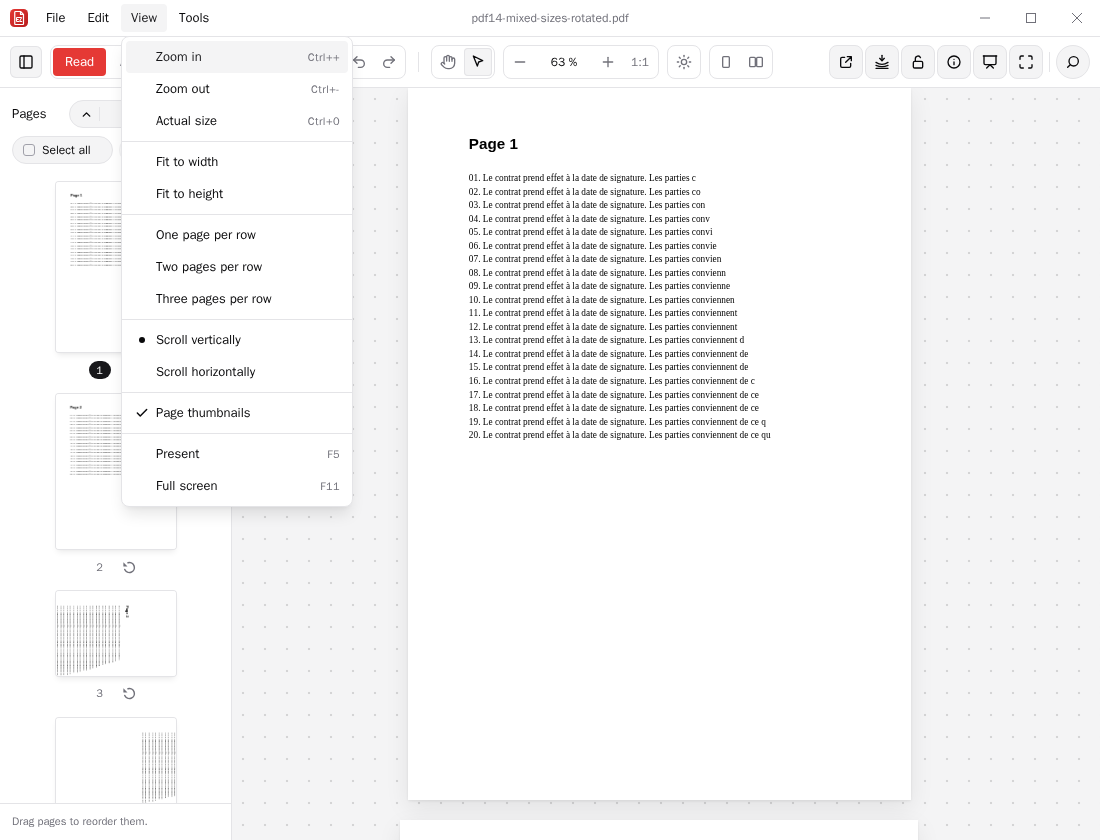 File Edit View Tools pdf14-mixed-sizes-rotated.pdf
Read 63 % 1:1
Zoom in Ctrl++
Zoom out Ctrl+-
Actual size Ctrl+0
Fit to width
Fit to height
One page per row
Two pages per row
Three pages per row
Scroll vertically
Scroll horizontally
Page thumbnails
Present F5
Full screen F11
Pages
Select all
Page 1
1
Page 2
2
3
Drag pages to reorder them.
Page 1
01. Le contrat prend effet à la date de signature. Les parties c
02. Le contrat prend effet à la date de signature. Les parties co
03. Le contrat prend effet à la date de signature. Les parties con
04. Le contrat prend effet à la date de signature. Les parties conv
05. Le contrat prend effet à la date de signature. Les parties convi
06. Le contrat prend effet à la date de signature. Les parties convie
07. Le contrat prend effet à la date de signature. Les parties convien
08. Le contrat prend effet à la date de signature. Les parties convienn
09. Le contrat prend effet à la date de signature. Les parties convienne
10. Le contrat prend effet à la date de signature. Les parties conviennen
11. Le contrat prend effet à la date de signature. Les parties conviennent
12. Le contrat prend effet à la date de signature. Les parties conviennent
13. Le contrat prend effet à la date de signature. Les parties conviennent d
14. Le contrat prend effet à la date de signature. Les parties conviennent de
15. Le contrat prend effet à la date de signature. Les parties conviennent de
16. Le contrat prend effet à la date de signature. Les parties conviennent de c
17. Le contrat prend effet à la date de signature. Les parties conviennent de ce
18. Le contrat prend effet à la date de signature. Les parties conviennent de ce
19. Le contrat prend effet à la date de signature. Les parties conviennent de ce q
20. Le contrat prend effet à la date de signature. Les parties conviennent de ce qu